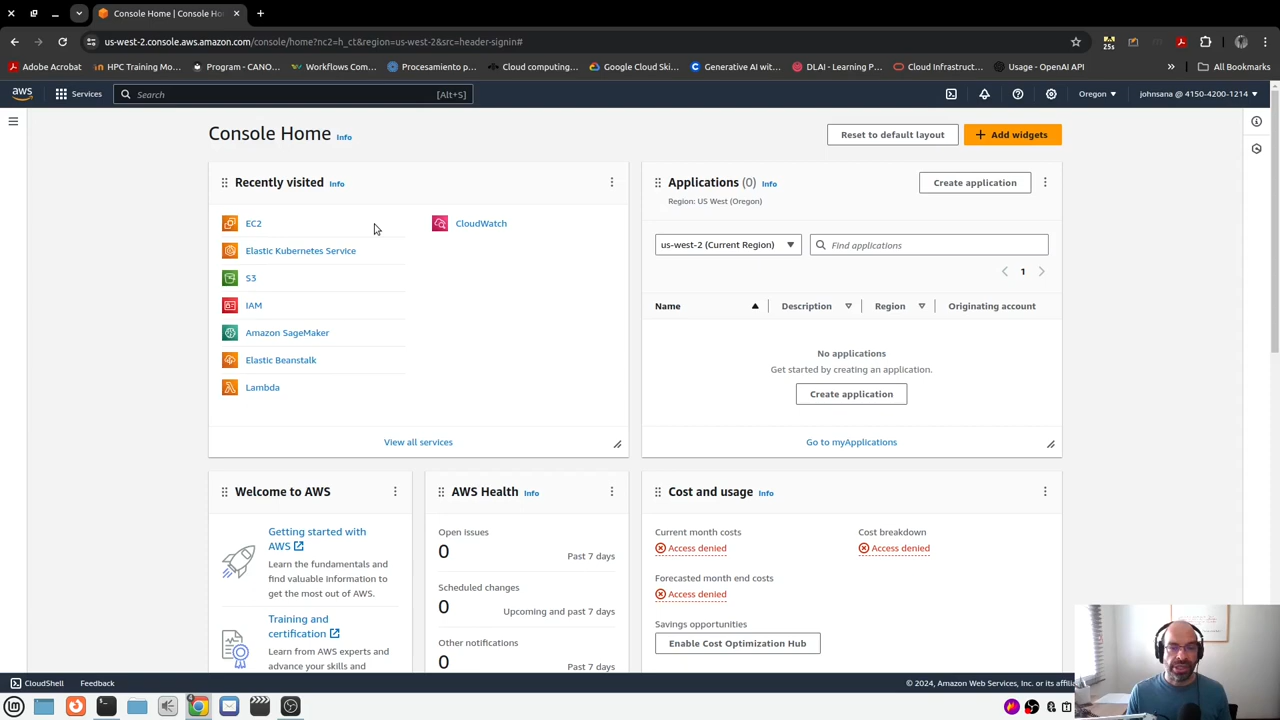 Console Home | Console Hom
us-west-2.console.aws.amazon.com/console/home?nc2=h_ct&region=us-west-2&src=header-signin#
25s
Adobe Acrobat
HPC Training Mo...
Program - CANO...
Workflows Com...
Procesamiento p...
Cloud computing...
Google Cloud Ski...
Generative AI wit...
DLAI - Learning P...
Cloud Infrastruct...
Usage - OpenAI API
»
All Bookmarks
aws
Services
Search
[Alt+S]
Oregon
johnsana @ 4150-4200-1214
Console Home Info
Reset to default layout
+ Add widgets
Recently visited Info
EC2
Elastic Kubernetes Service
S3
IAM
Amazon SageMaker
Elastic Beanstalk
Lambda
CloudWatch
View all services
Applications (0) Info
Region: US West (Oregon)
Create application
us-west-2 (Current Region)
Find applications
1
Name
Description
Region
Originating account
No applications
Get started by creating an application.
Create application
Go to myApplications
Welcome to AWS
Getting started with
AWS
Learn the fundamentals and
find valuable information to
get the most out of AWS.
Training and
certification
Learn from AWS experts and
advance your skills and
AWS Health Info
Open issues
0
Past 7 days
Scheduled changes
0
Upcoming and past 7 days
Other notifications
0
Past 7 days
Cost and usage Info
Current month costs
Access denied
Cost breakdown
Access denied
Forecasted month end costs
Access denied
Savings opportunities
Enable Cost Optimization Hub
CloudShell
Feedback
© 2024, Amazon Web Services, Inc. or its affilia
4